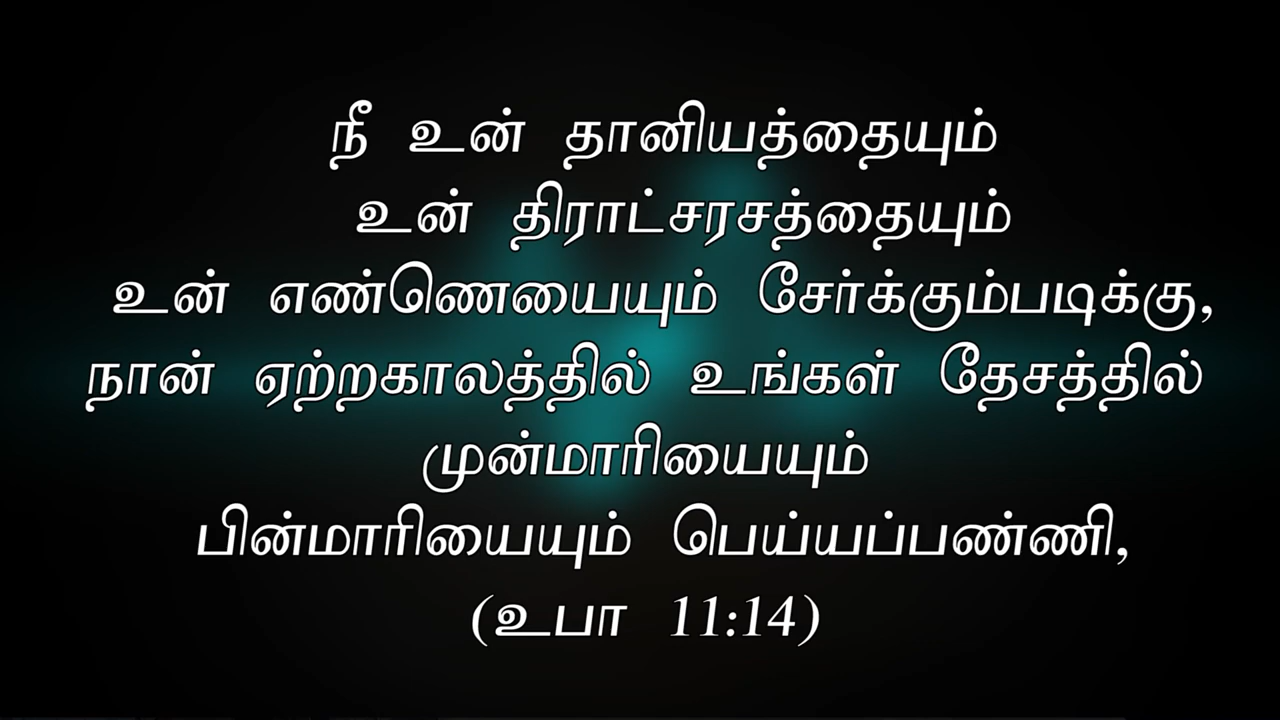 நீ உன் தானியத்தையும்
உன் திராட்சரசத்தையும்
உன் எண்ணெயையும் சேர்க்கும்படிக்கு,
நான் ஏற்றகாலத்தில் உங்கள் தேசத்தில்
முன்மாரியையும்
பின்மாரியையும் பெய்யப்பண்ணி,
(உபா 11:14)